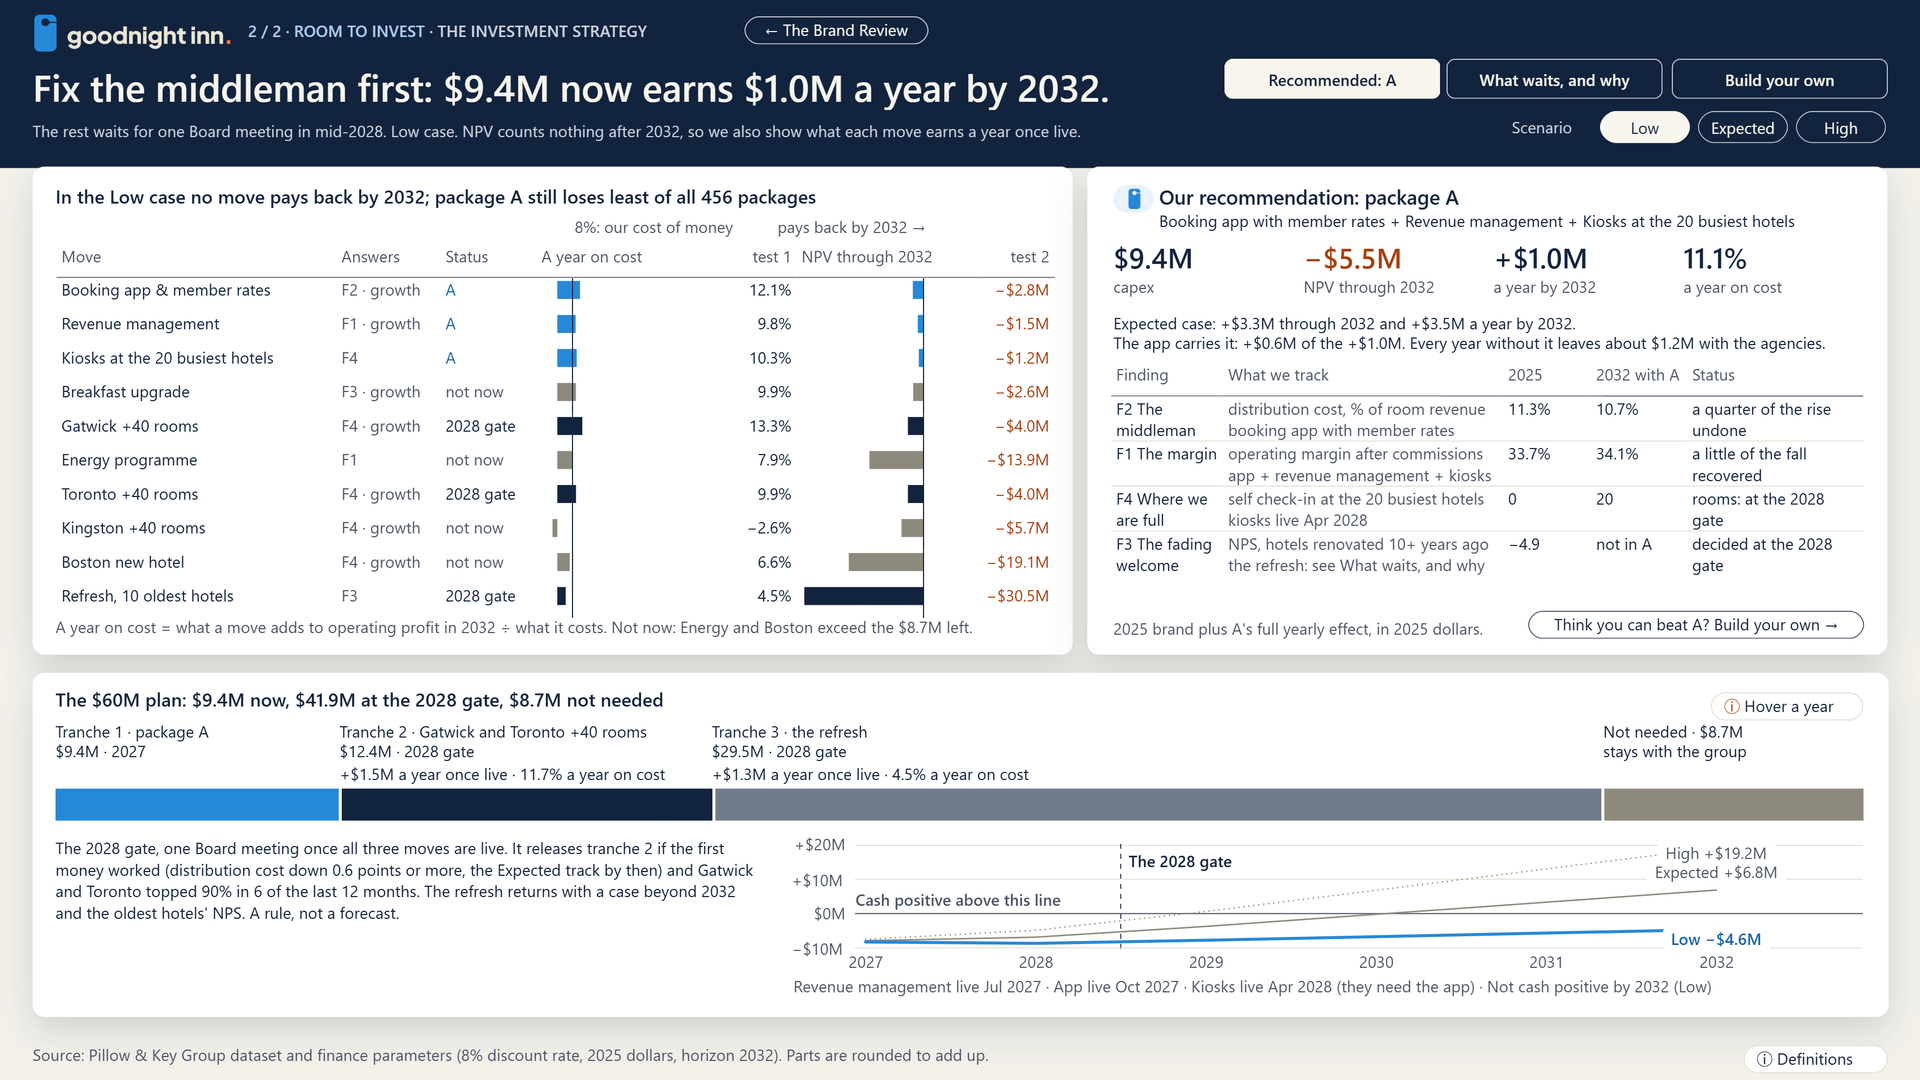 goodnight inn.
2 / 2 · ROOM TO INVEST · THE INVESTMENT STRATEGY
← The Brand Review
Fix the middleman first: $9.4M now earns $1.0M a year by 2032.
The rest waits for one Board meeting in mid-2028. Low case. NPV counts nothing after 2032, so we also show what each move earns a year once live.
Recommended: A
What waits, and why
Build your own
Scenario
Low
Expected
High
In the Low case no move pays back by 2032; package A still loses least of all 456 packages
8%: our cost of money
pays back by 2032 →
Move Answers Status A year on cost test 1 NPV through 2032 test 2
Booking app & member rates F2 · growth A 12.1% −$2.8M
Revenue management F1 · growth A 9.8% −$1.5M
Kiosks at the 20 busiest hotels F4 A 10.3% −$1.2M
Breakfast upgrade F3 · growth not now 9.9% −$2.6M
Gatwick +40 rooms F4 · growth 2028 gate 13.3% −$4.0M
Energy programme F1 not now 7.9% −$13.9M
Toronto +40 rooms F4 · growth 2028 gate 9.9% −$4.0M
Kingston +40 rooms F4 · growth not now −2.6% −$5.7M
Boston new hotel F4 · growth not now 6.6% −$19.1M
Refresh, 10 oldest hotels F3 2028 gate 4.5% −$30.5M
A year on cost = what a move adds to operating profit in 2032 ÷ what it costs. Not now: Energy and Boston exceed the $8.7M left.
Our recommendation: package A
Booking app with member rates + Revenue management + Kiosks at the 20 busiest hotels
$9.4M −$5.5M +$1.0M 11.1%
capex NPV through 2032 a year by 2032 a year on cost
Expected case: +$3.3M through 2032 and +$3.5M a year by 2032.
The app carries it: +$0.6M of the +$1.0M. Every year without it leaves about $1.2M with the agencies.
Finding What we track 2025 2032 with A Status
F2 The distribution cost, % of room revenue 11.3% 10.7% a quarter of the rise
middleman booking app with member rates undone
F1 The margin operating margin after commissions 33.7% 34.1% a little of the fall
app + revenue management + kiosks recovered
F4 Where we self check-in at the 20 busiest hotels 0 20 rooms: at the 2028
are full kiosks live Apr 2028 gate
F3 The fading NPS, hotels renovated 10+ years ago −4.9 not in A decided at the 2028
welcome the refresh: see What waits, and why gate
2025 brand plus A's full yearly effect, in 2025 dollars.
Think you can beat A? Build your own →
The $60M plan: $9.4M now, $41.9M at the 2028 gate, $8.7M not needed
ⓘ Hover a year
Tranche 1 · package A
$9.4M · 2027
Tranche 2 · Gatwick and Toronto +40 rooms
$12.4M · 2028 gate
+$1.5M a year once live · 11.7% a year on cost
Tranche 3 · the refresh
$29.5M · 2028 gate
+$1.3M a year once live · 4.5% a year on cost
Not needed · $8.7M
stays with the group
The 2028 gate, one Board meeting once all three moves are live. It releases tranche 2 if the first
money worked (distribution cost down 0.6 points or more, the Expected track by then) and Gatwick
and Toronto topped 90% in 6 of the last 12 months. The refresh returns with a case beyond 2032
and the oldest hotels' NPS. A rule, not a forecast.
+$20M
+$10M
$0M
−$10M
The 2028 gate
Cash positive above this line
High +$19.2M
Expected +$6.8M
Low −$4.6M
2027 2028 2029 2030 2031 2032
Revenue management live Jul 2027 · App live Oct 2027 · Kiosks live Apr 2028 (they need the app) · Not cash positive by 2032 (Low)
Source: Pillow & Key Group dataset and finance parameters (8% discount rate, 2025 dollars, horizon 2032). Parts are rounded to add up.
ⓘ Definitions